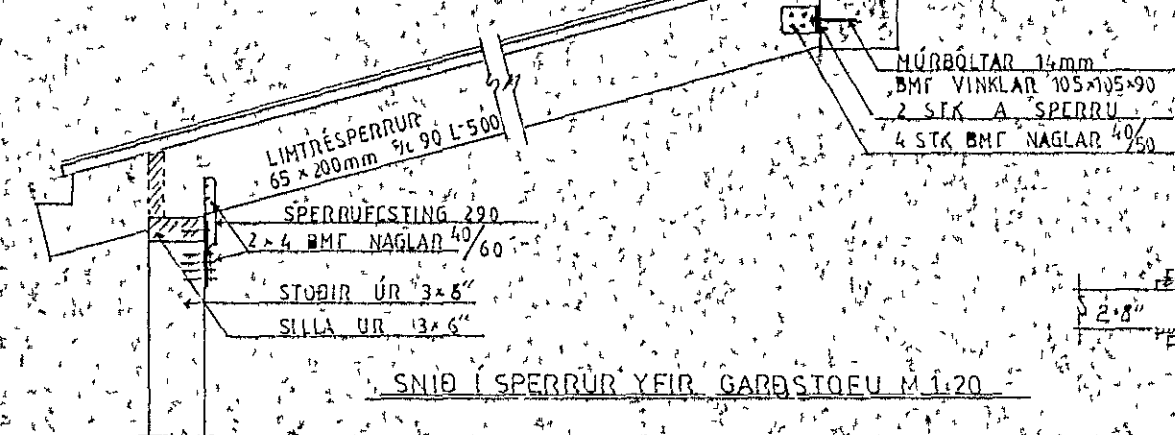 MÚRBÓLTAR 14mm
BMF VINKLAR 105×105×90
2 STK A SPERRU
4 STK BMF NAGLAR 40/50
LIMTRÉSPERRUR
65 × 200mm S/c 90 L-500
SPERRUFESTING 290
2×4 BMF NAGLAR 40/60
STOÐIR ÚR 3×6"
SILLA ÚR 3×6"
2×8"
SNIÐ Í SPERRUR YFIR GARÐSTOFU M 1:20